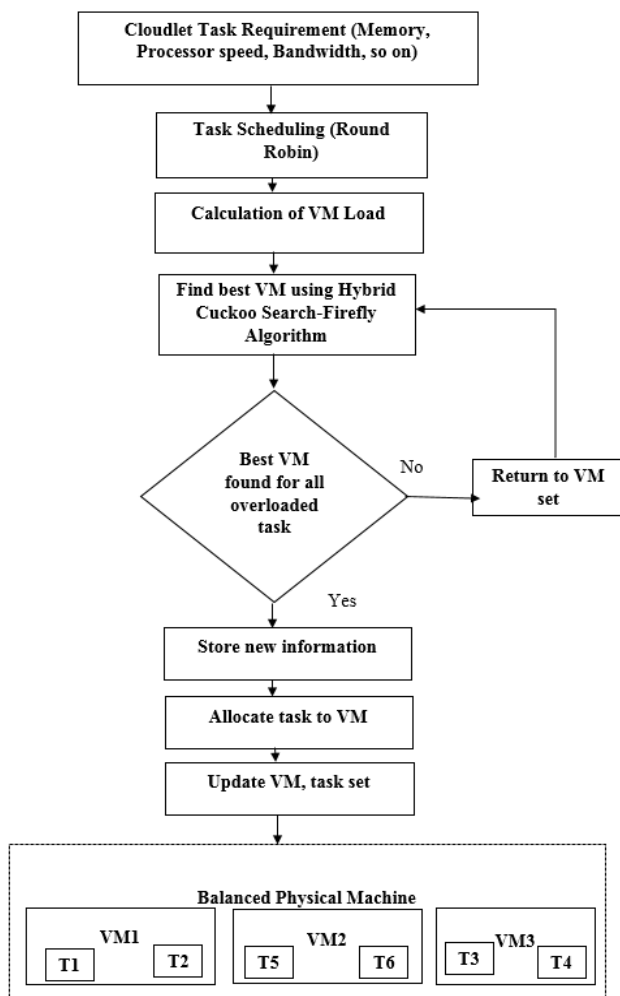 Cloudlet Task Requirement (Memory,
Processor speed, Bandwidth, so on)
Task Scheduling (Round
Robin)
Calculation of VM Load
Find best VM using Hybrid
Cuckoo Search-Firefly
Algorithm
Best VM
found for all
overloaded
task
No
Return to VM
set
Yes
Store new information
Allocate task to VM
Update VM, task set
Balanced Physical Machine
VM1
T1
T2
VM2
T5
T6
VM3
T3
T4